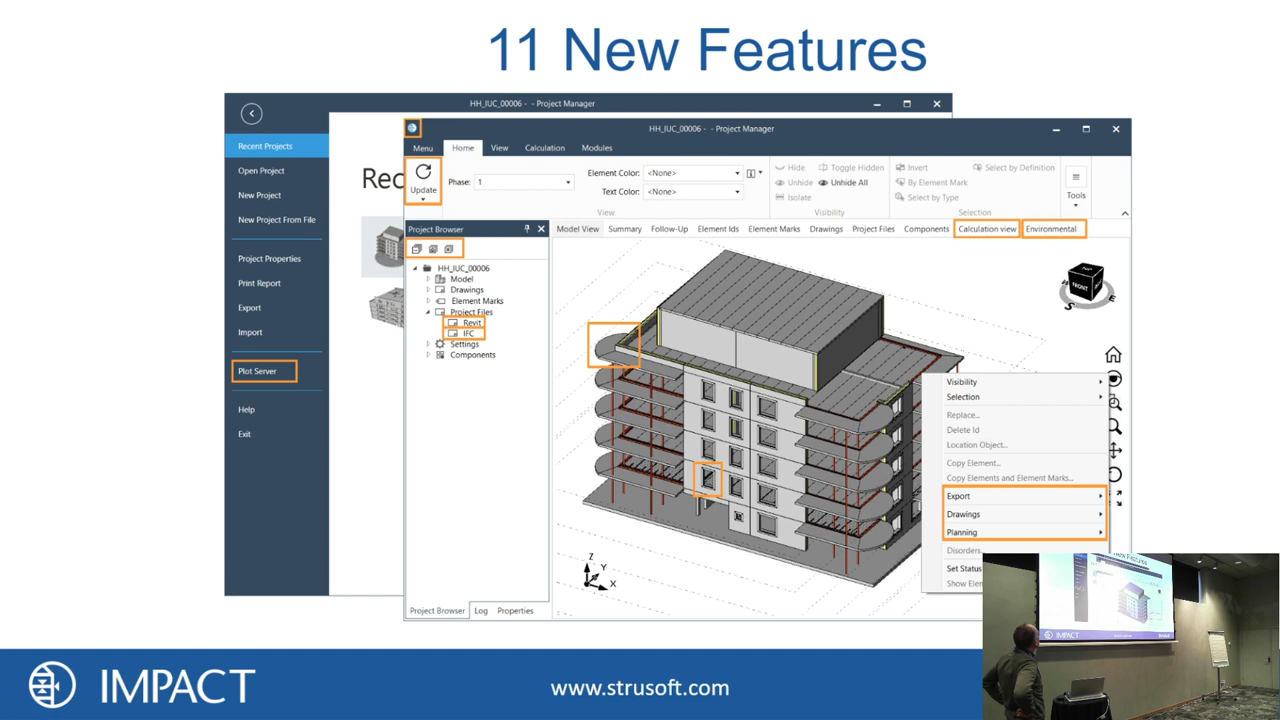 11 New Features
HH_IUC_00006 - - Project Manager
Recent Projects
Open Project
New Project
New Project From File
Project Properties
Print Report
Export
Import
Plot Server
Help
Exit
Rec
HH_IUC_00006 - - Project Manager
Menu Home View Calculation Modules
Update
Phase: 1
Element Color: <None>
Text Color: <None>
View
Hide Toggle Hidden
Unhide Unhide All
Isolate
Visibility
Invert Select by Definition
By Element Mark
Select by Type
Selection
Tools
Project Browser
HH_IUC_00006
Model
Drawings
Element Marks
Project Files
Revit
IFC
Settings
Components
Project Browser Log Properties
Model View Summary Follow-Up Element Ids Element Marks Drawings Project Files Components Calculation view Environmental
FRONT
S
E
Z
Y
X
Visibility
Selection
Replace...
Delete Id
Location Object...
Copy Element...
Copy Elements and Element Marks...
Export
Drawings
Planning
Disorders
Set Status
Show Elem
New Features
IMPACT
IMPACT
www.strusoft.com